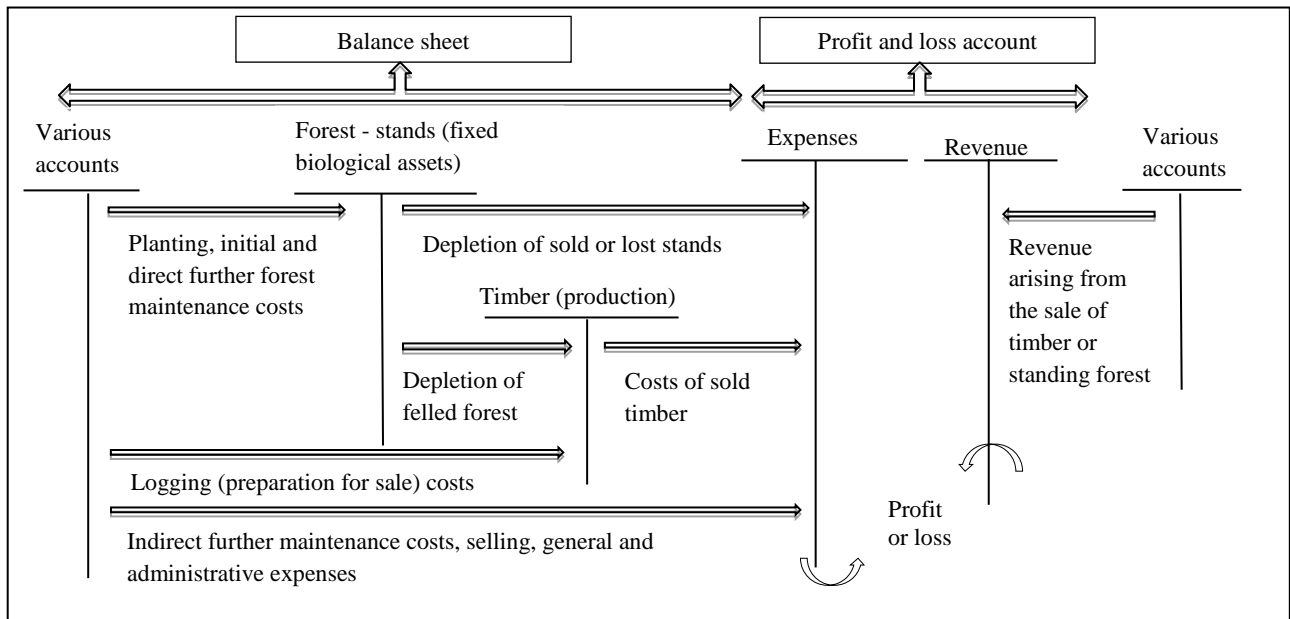 Balance sheet
Profit and loss account
Various
accounts
Forest - stands (fixed
biological assets)
Expenses
Revenue
Various
accounts
Planting, initial and
direct further forest
maintenance costs
Depletion of sold or lost stands
Revenue
arising from
the sale of
timber or
standing forest
Timber (production)
Depletion of
felled forest
Costs of sold
timber
Logging (preparation for sale) costs
Profit
or loss
Indirect further maintenance costs, selling, general and
administrative expenses